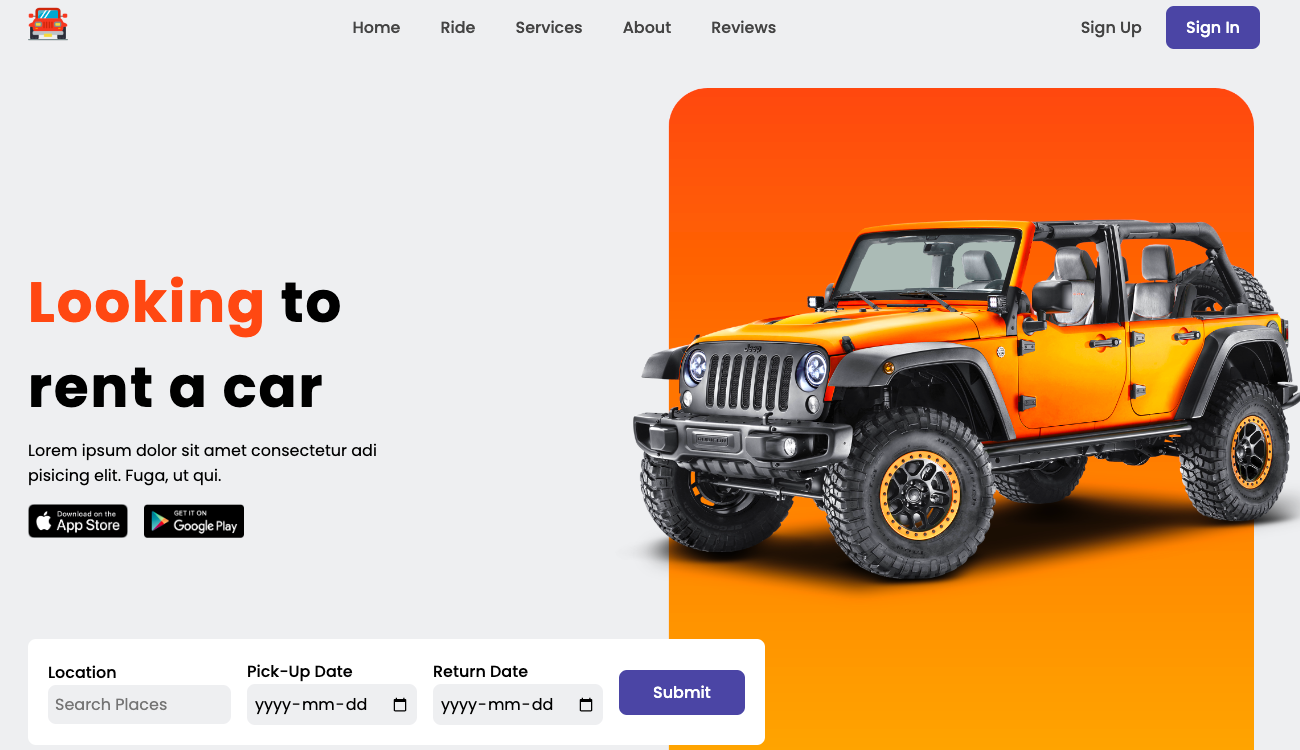 Home Ride Services About Reviews Sign Up Sign In
Looking to
rent a car
Lorem ipsum dolor sit amet consectetur adi
pisicing elit. Fuga, ut qui.
Download on the
App Store
GET IT ON
Google Play
Jeep
Location Pick-Up Date Return Date
Search Places yyyy-mm-dd yyyy-mm-dd Submit